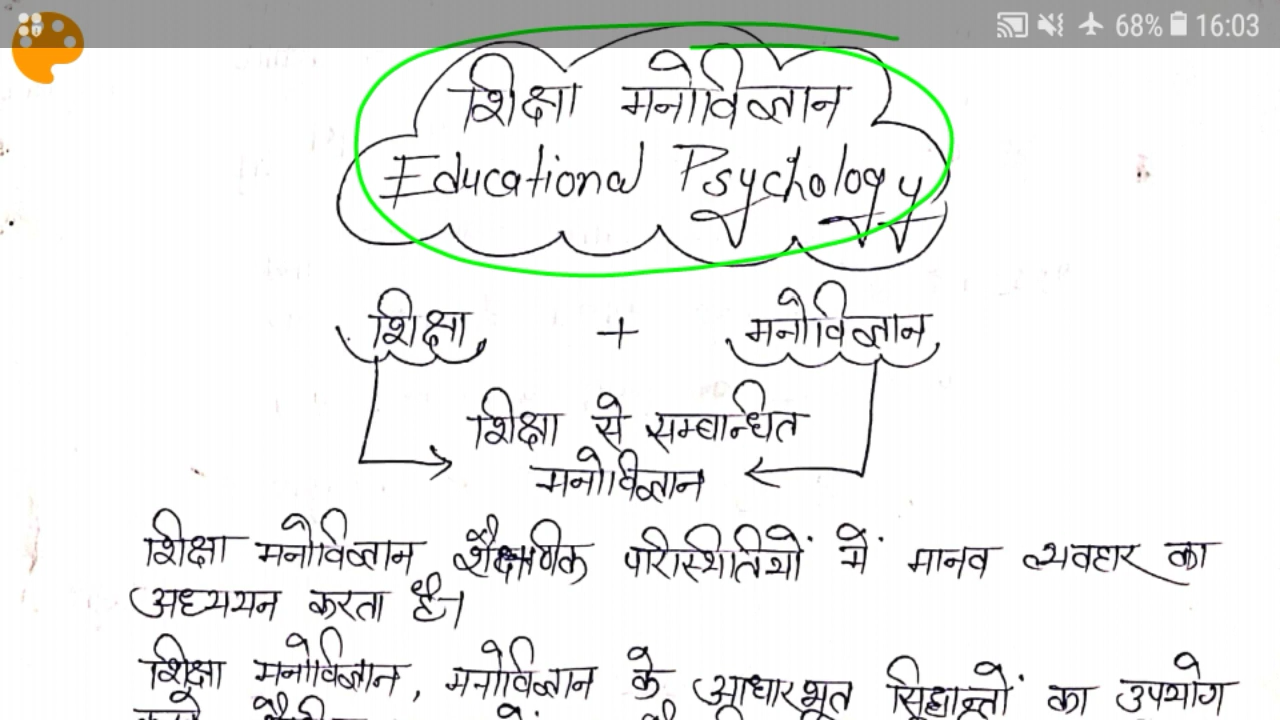 68% 16:03
शिक्षा मनोविज्ञान
Educational Psychology
शिक्षा + मनोविज्ञान
शिक्षा से सम्बन्धित
मनोविज्ञान
शिक्षा मनोविज्ञान शैक्षणिक परिस्थितियों में मानव व्यवहार का
अध्ययन करता है।
शिक्षा मनोविज्ञान, मनोविज्ञान के आधारभूत सिद्धान्तों का उपयोग